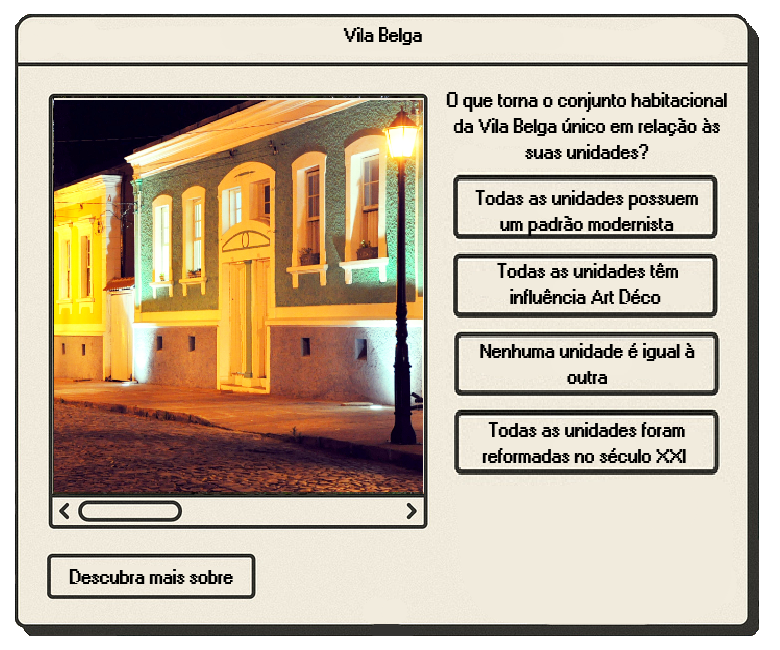 Vila Belga
O que torna o conjunto habitacional
da Vila Belga único em relação às
suas unidades?
Todas as unidades possuem
um padrão modernista
Todas as unidades têm
influência Art Déco
Nenhuma unidade é igual à
outra
Todas as unidades foram
reformadas no século XXI
Descubra mais sobre